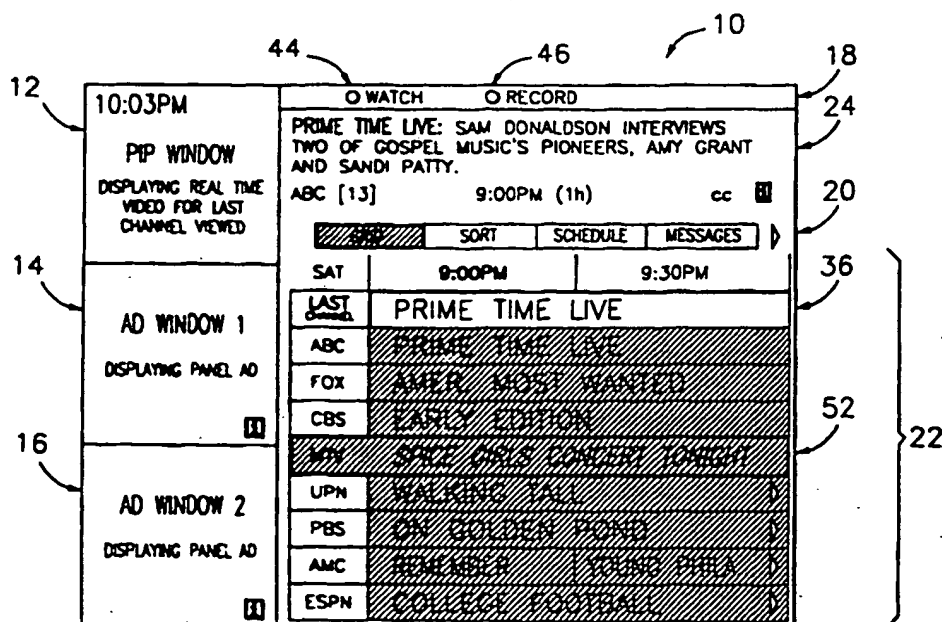 10
44
46
18
12
24
10:03PM
O WATCH O RECORD
PIP WINDOW
DISPLAYING REAL TIME
VIDEO FOR LAST
CHANNEL VIEWED
PRIME TIME LIVE: SAM DONALDSON INTERVIEWS
TWO OF GOSPEL MUSIC'S PIONEERS, AMY GRANT
AND SANDI PATTY.
ABC [13] 9:00PM (1h) cc
20
SORT SCHEDULE MESSAGES
14
SAT 9:00PM 9:30PM
36
AD WINDOW 1
DISPLAYING PANEL AD
LAST
CHANNEL
PRIME TIME LIVE
ABC PRIME TIME LIVE
FOX AMER. MOST WANTED
CBS EARLY EDITION
52
22
16
MTV SPICE GIRLS CONCERT TONIGHT
AD WINDOW 2
DISPLAYING PANEL AD
UPN WALKING TALL
PBS ON GOLDEN POND
AMC REMEMBER YOUNG PHILA
ESPN COLLEGE FOOTBALL